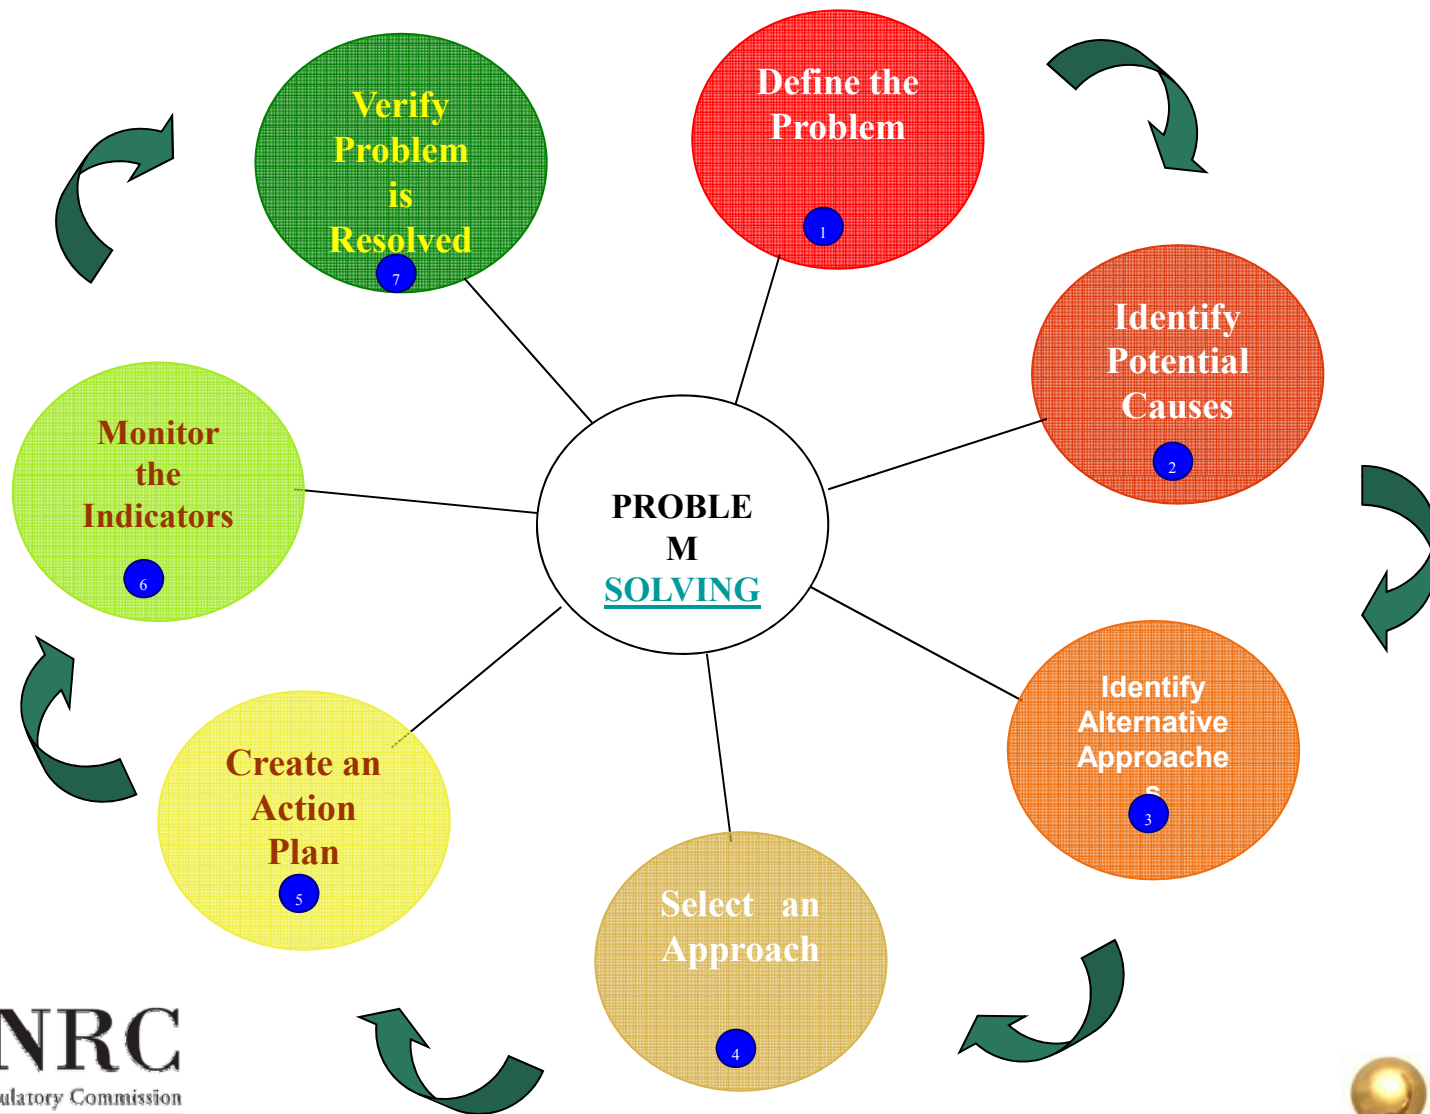 Define the
Problem
1
Identify
Potential
Causes
2
Identify
Alternative
Approache
s
3
Select an
Approach
4
Create an
Action
Plan
5
Monitor
the
Indicators
6
Verify
Problem
is
Resolved
7
PROBLE
M
SOLVING
NRC
ulatory Commission